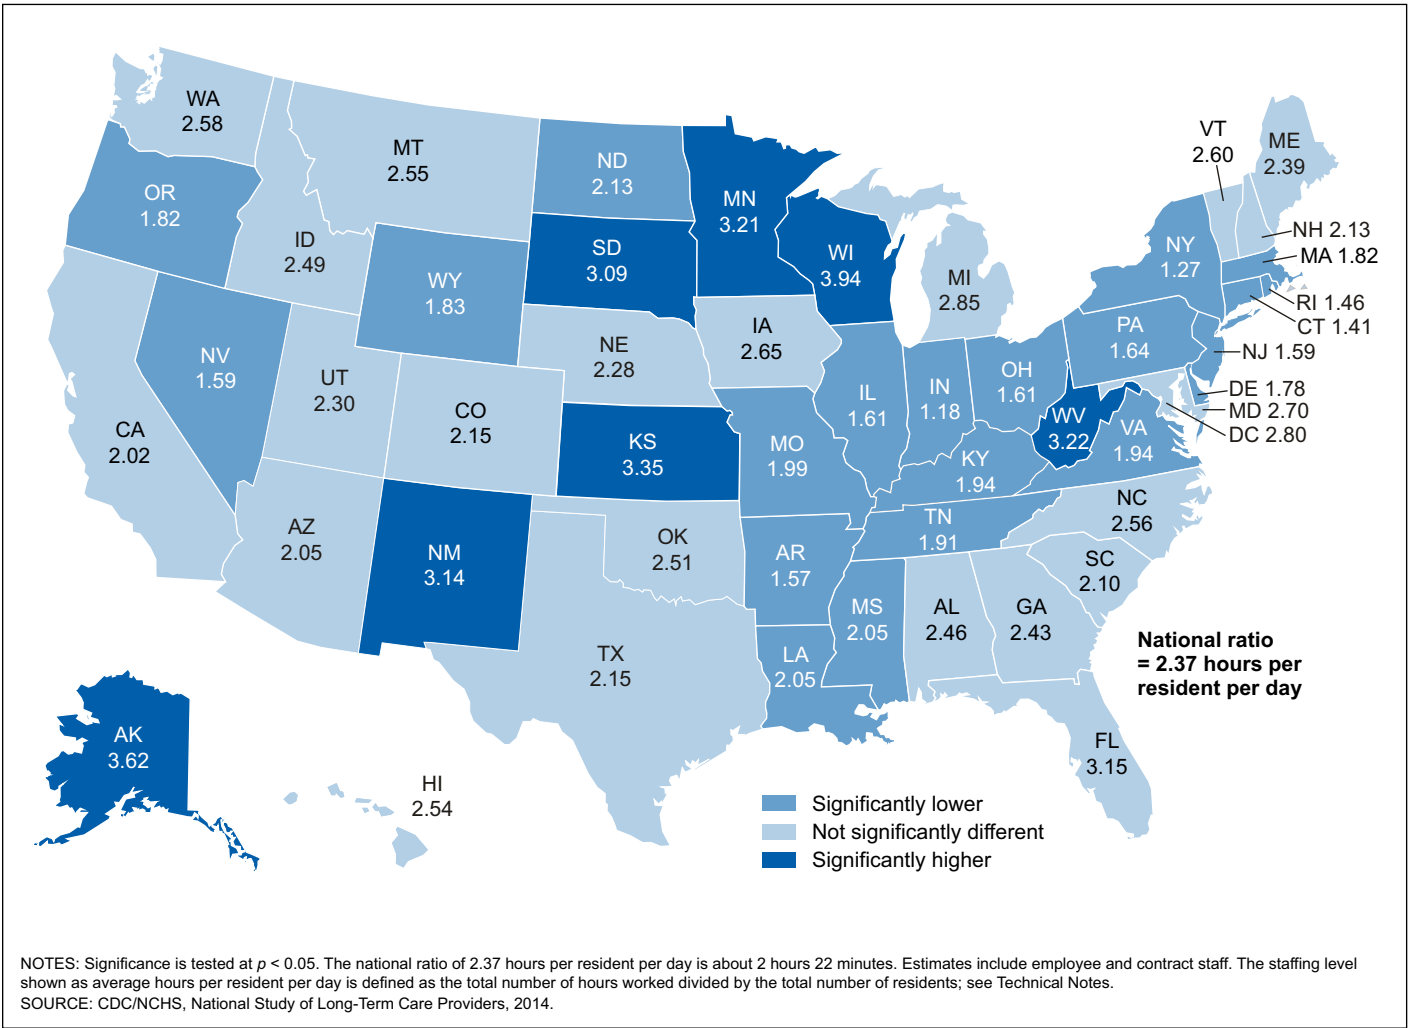 WA
2.58
MT
2.55
ND
2.13
MN
3.21
VT
2.60
ME
2.39
OR
1.82
ID
2.49
SD
3.09
WI
3.94
NY
1.27
NH 2.13
MA 1.82
WY
1.83
MI
2.85
RI 1.46
CT 1.41
NV
1.59
UT
2.30
NE
2.28
IA
2.65
PA
1.64
NJ 1.59
CO
2.15
IL
1.61
IN
1.18
OH
1.61
DE 1.78
MD 2.70
DC 2.80
CA
2.02
KS
3.35
MO
1.99
WV
3.22
VA
1.94
KY
1.94
AZ
2.05
NM
3.14
OK
2.51
AR
1.57
TN
1.91
NC
2.56
SC
2.10
MS
2.05
AL
2.46
GA
2.43
TX
2.15
LA
2.05
National ratio
= 2.37 hours per
resident per day
AK
3.62
HI
2.54
FL
3.15
Significantly lower
Not significantly different
Significantly higher
NOTES: Significance is tested at p < 0.05. The national ratio of 2.37 hours per resident per day is about 2 hours 22 minutes. Estimates include employee and contract staff. The staffing level
shown as average hours per resident per day is defined as the total number of hours worked divided by the total number of residents; see Technical Notes.
SOURCE: CDC/NCHS, National Study of Long-Term Care Providers, 2014.